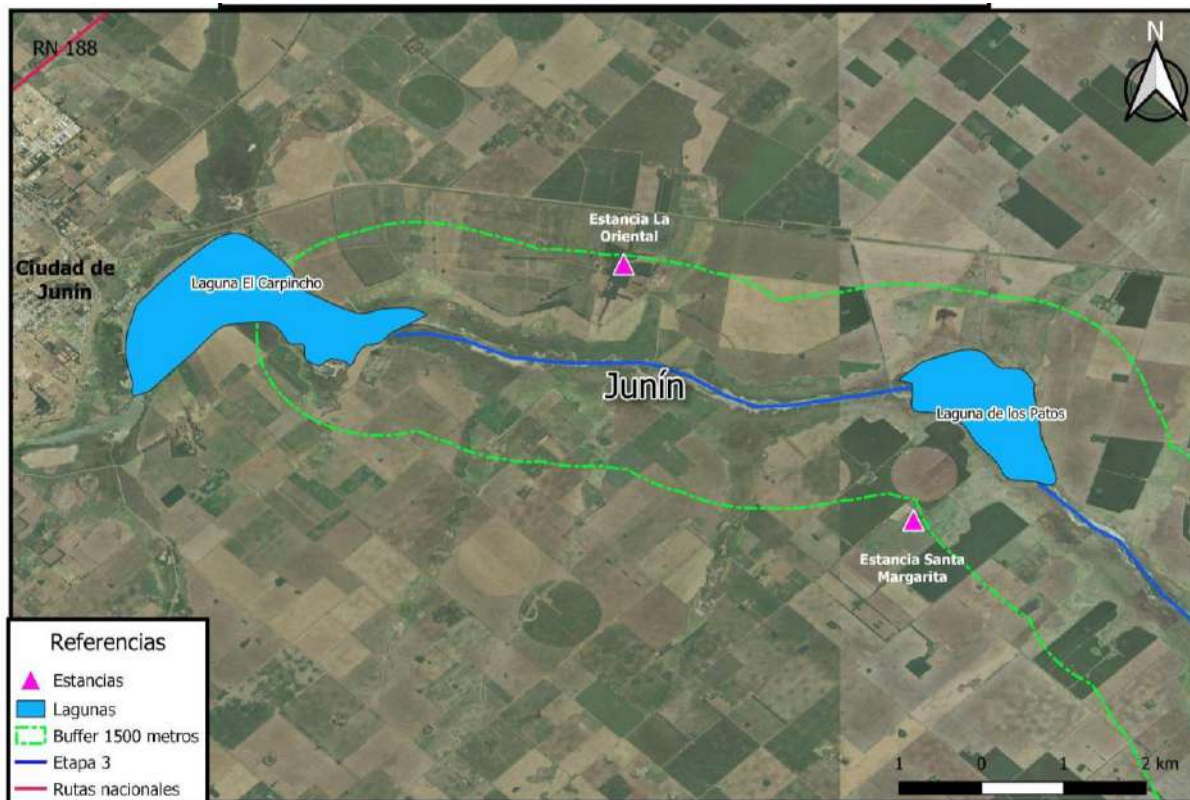 RN 188
N
Estancia La
Oriental
Ciudad de
Junín
Laguna El Carpincho
Junín
Laguna de los Patos
Estancia Santa
Margarita
Referencias
Estancias
Lagunas
Buffer 1500 metros
Etapa 3
Rutas nacionales
1 0 1 2 km